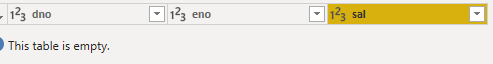 1²3 dno 1²3 eno 1²3 sal
This table is empty.